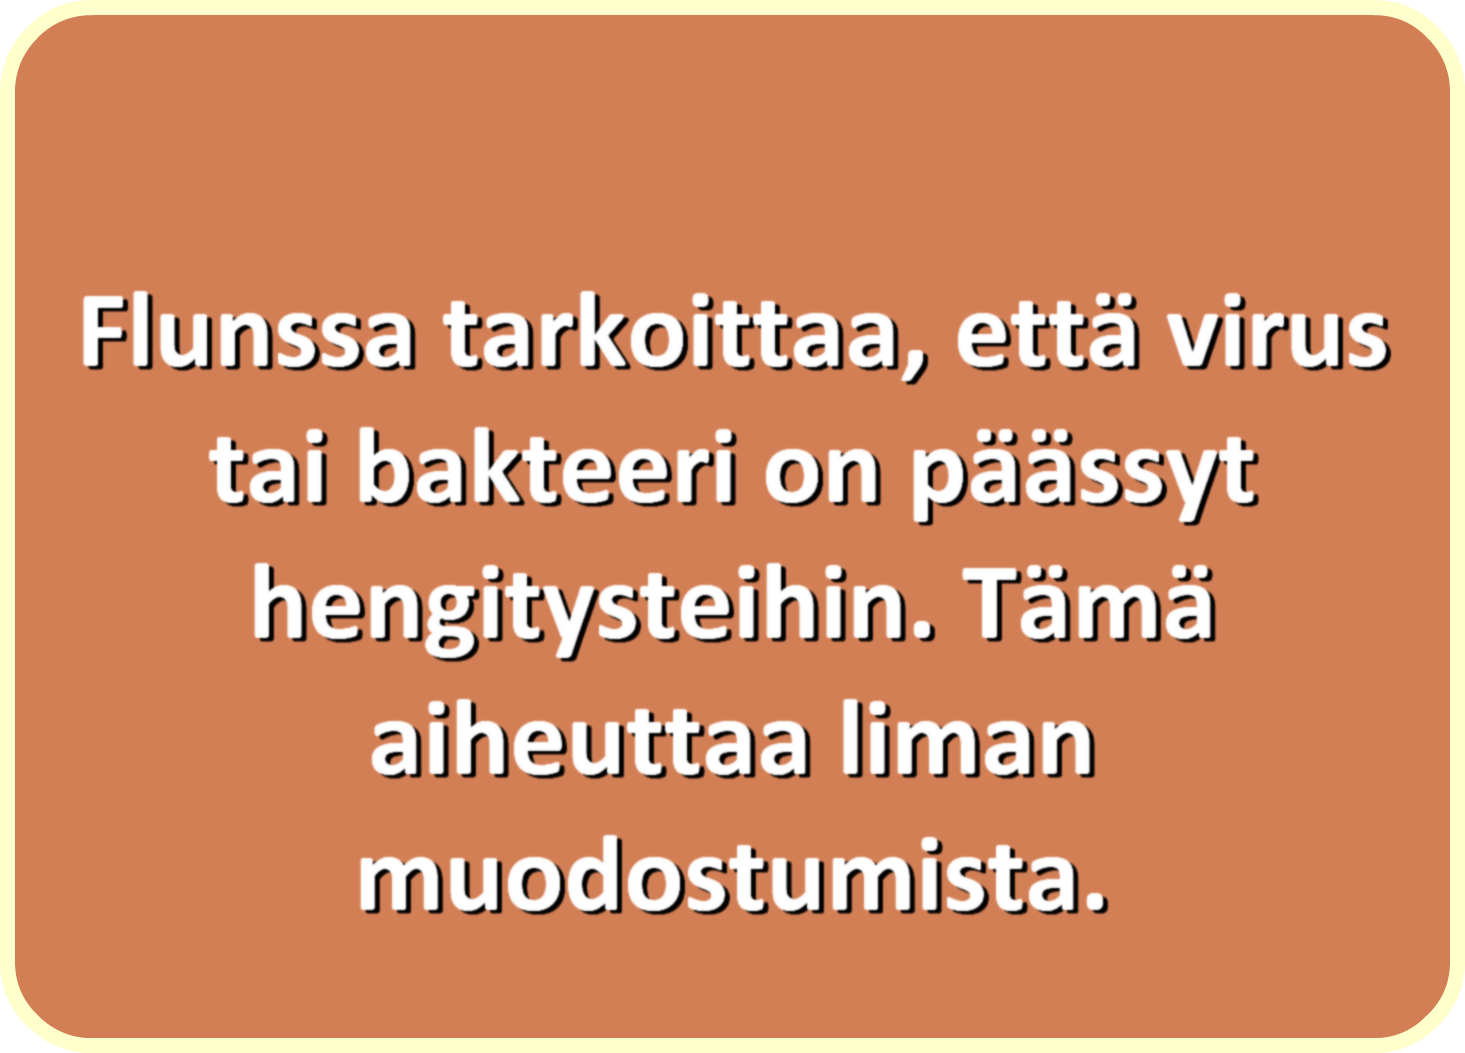 Flunssa tarkoittaa, että virus
tai bakteeri on päässyt
hengitysteihin. Tämä
aiheuttaa liman
muodostumista.